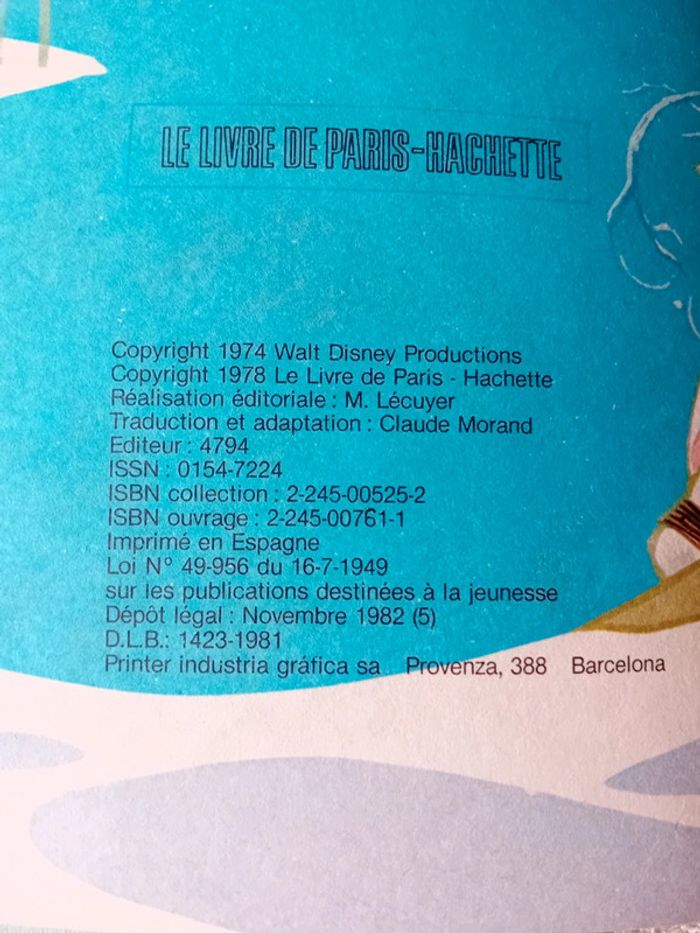 LE LIVRE DE PARIS-HACHETTE
Copyright 1974 Walt Disney Productions
Copyright 1978 Le Livre de Paris - Hachette
Réalisation éditoriale : M. Lécuyer
Traduction et adaptation : Claude Morand
Editeur : 4794
ISSN : 0154-7224
ISBN collection : 2-245-00525-2
ISBN ouvrage : 2-245-00761-1
Imprimé en Espagne
Loi N° 49-956 du 16-7-1949
sur les publications destinées à la jeunesse
Dépôt légal : Novembre 1982 (5)
D.L.B.: 1423-1981
Printer industria gráfica sa Provenza, 388 Barcelona